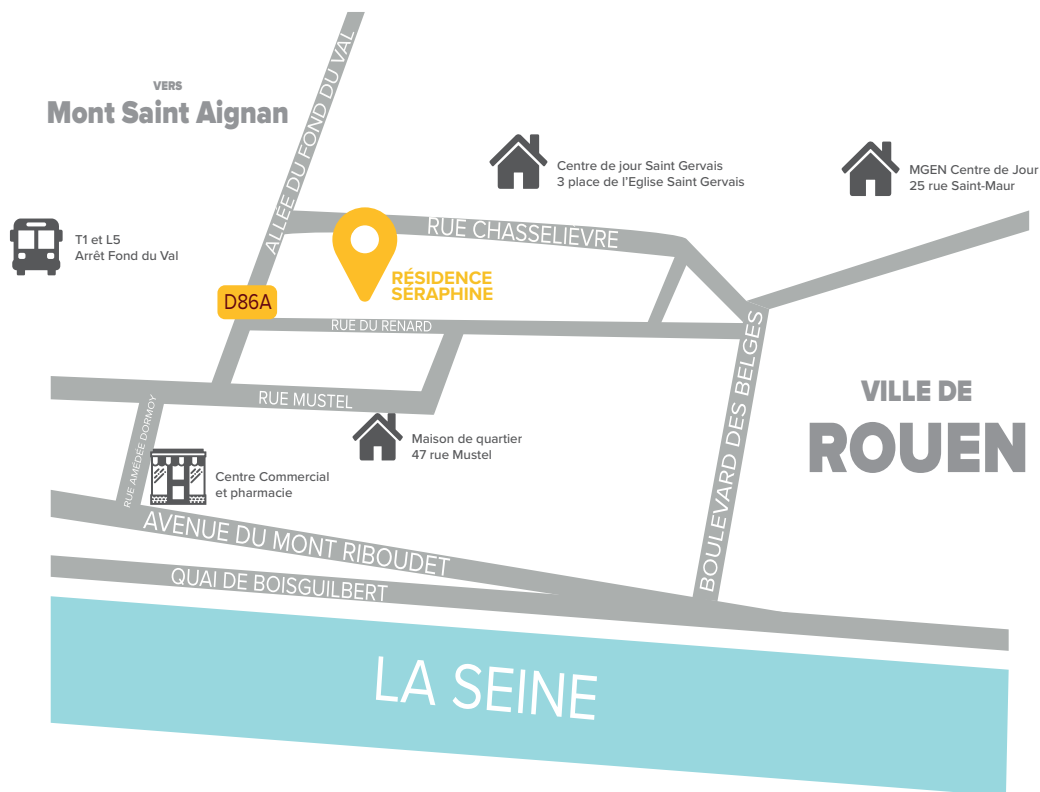 ALLÉE DU FOND DU VAL
VERS
Mont Saint Aignan
Centre de jour Saint Gervais
3 place de l'Eglise Saint Gervais
MGEN Centre de Jour
25 rue Saint-Maur
T1 et L5
Arrêt Fond du Val
RUE CHASSELIEVRE
RÉSIDENCE
SÉRAPHINE
D86A
RUE DU RENARD
BOULEVARD DES BELGES
VILLE DE
ROUEN
RUE MUSTEL
RUE AMÉDÉE DORMOY
Maison de quartier
47 rue Mustel
Centre Commercial
et pharmacie
AVENUE DU MONT RIBOUDET
QUAI DE BOISGUILBERT
LA SEINE